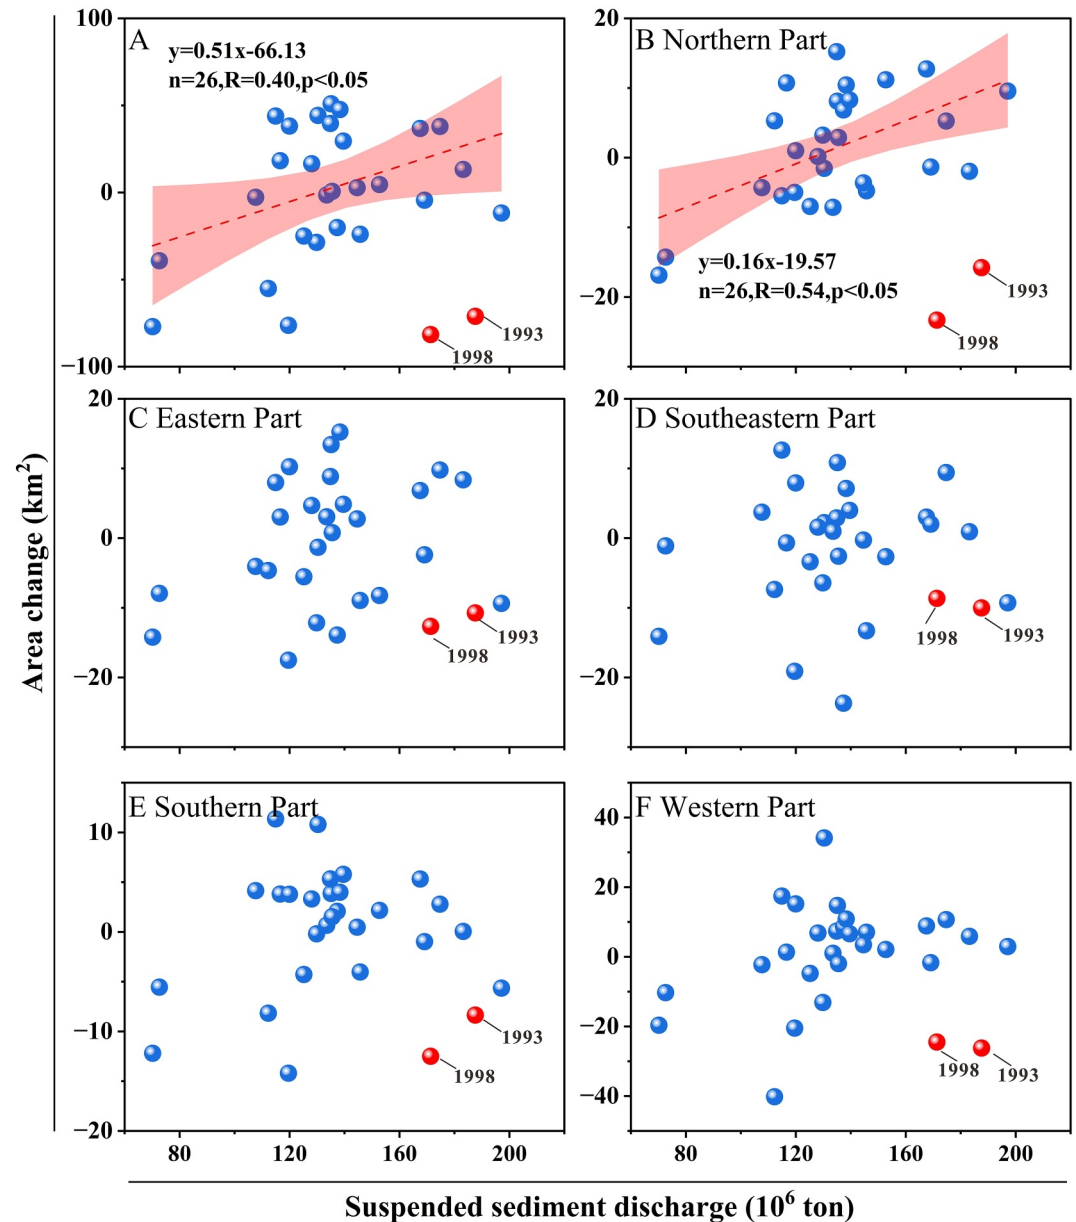 A
y=0.51x-66.13
n=26,R=0.40,p<0.05
100
0
−100
1993
1998
B Northern Part
20
0
−20
y=0.16x-19.57
n=26,R=0.54,p<0.05
1993
1998
C Eastern Part
20
0
−20
1993
1998
D Southeastern Part
20
0
−20
1998
1993
E Southern Part
10
0
−10
−20
1993
1998
80 120 160 200
F Western Part
40
20
0
−20
−40
1998
1993
80 120 160 200
Area change (km²)
Suspended sediment discharge (10⁶ ton)